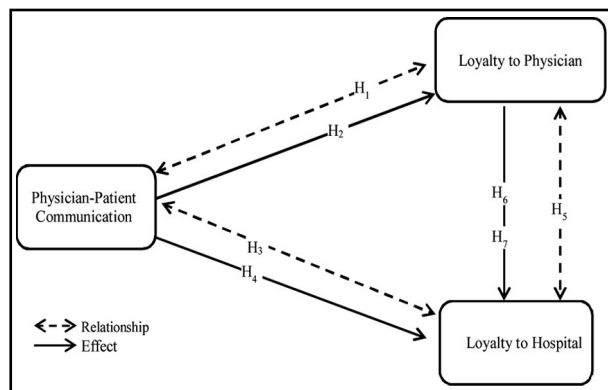 Loyalty to Physician
H1
H2
Physician-Patient
Communication
H6
H5
H7
H3
H4
Relationship
Effect
Loyalty to Hospital